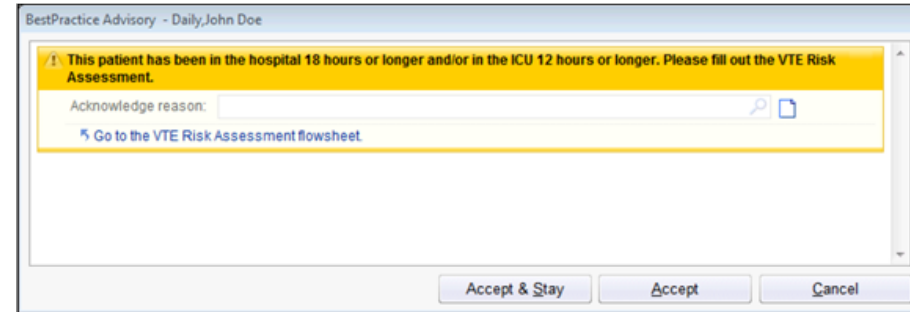 BestPractice Advisory - Daily,John Doe
This patient has been in the hospital 18 hours or longer and/or in the ICU 12 hours or longer. Please fill out the VTE Risk
Assessment.
Acknowledge reason:
Go to the VTE Risk Assessment flowsheet.
Accept & Stay Accept Cancel